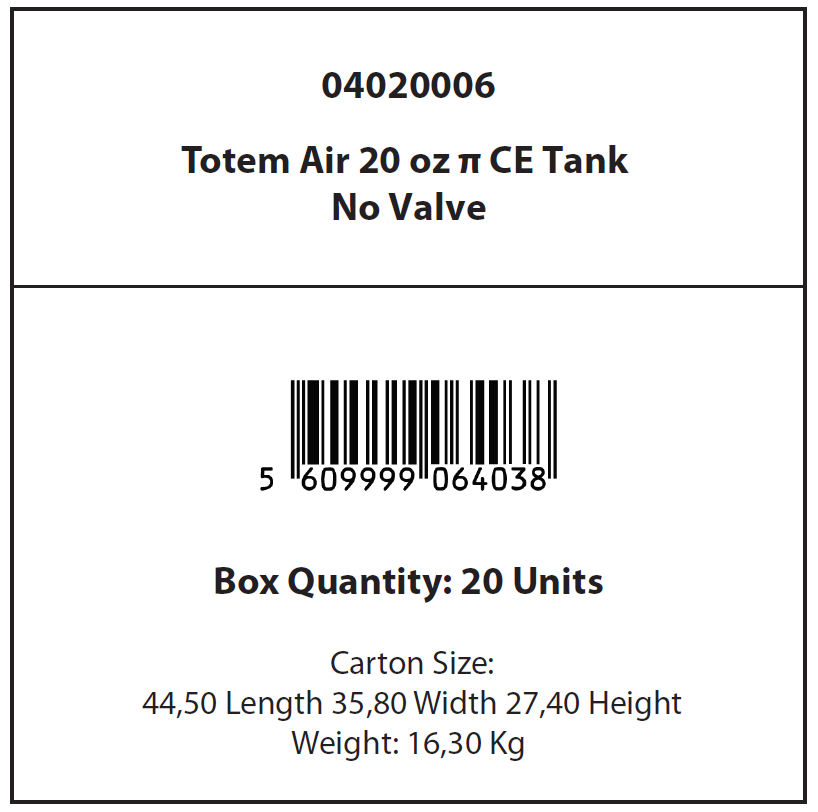 04020006
Totem Air 20 oz π CE Tank
No Valve
5 609999 064038
Box Quantity: 20 Units
Carton Size:
44,50 Length 35,80 Width 27,40 Height
Weight: 16,30 Kg